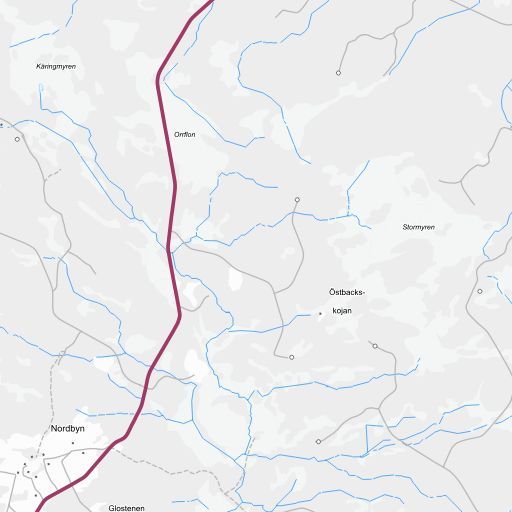 Käringmyren
Orrflon
Stormyren
Östbacks-
kojan
Nordbyn
Glostenen